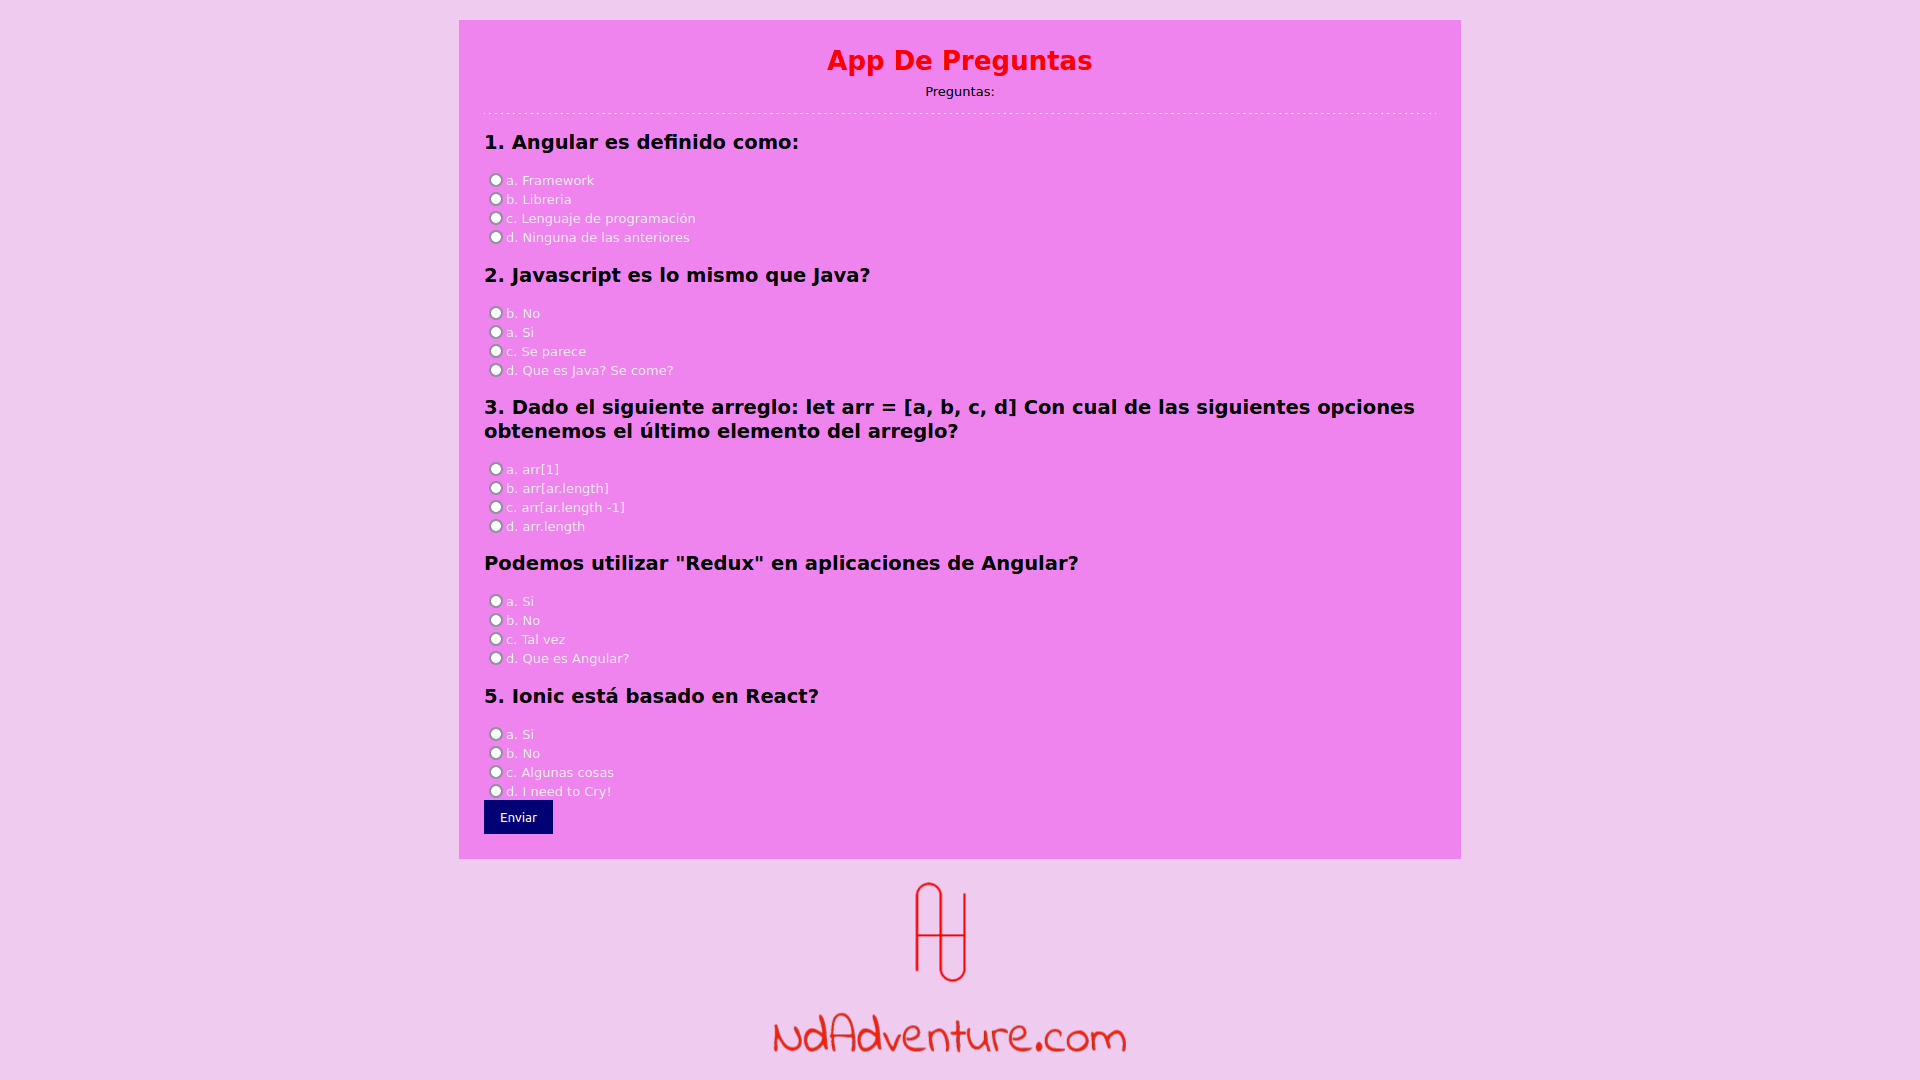 App De Preguntas
Preguntas:
1. Angular es definido como:
a. Framework
b. Libreria
c. Lenguaje de programación
d. Ninguna de las anteriores
2. Javascript es lo mismo que Java?
b. No
a. Si
c. Se parece
d. Que es Java? Se come?
3. Dado el siguiente arreglo: let arr = [a, b, c, d] Con cual de las siguientes opciones
obtenemos el último elemento del arreglo?
a. arr[1]
b. arr[ar.length]
c. arr[ar.length -1]
d. arr.length
Podemos utilizar "Redux" en aplicaciones de Angular?
a. Si
b. No
c. Tal vez
d. Que es Angular?
5. Ionic está basado en React?
a. Si
b. No
c. Algunas cosas
d. I need to Cry!
Enviar
NdAdventure.com